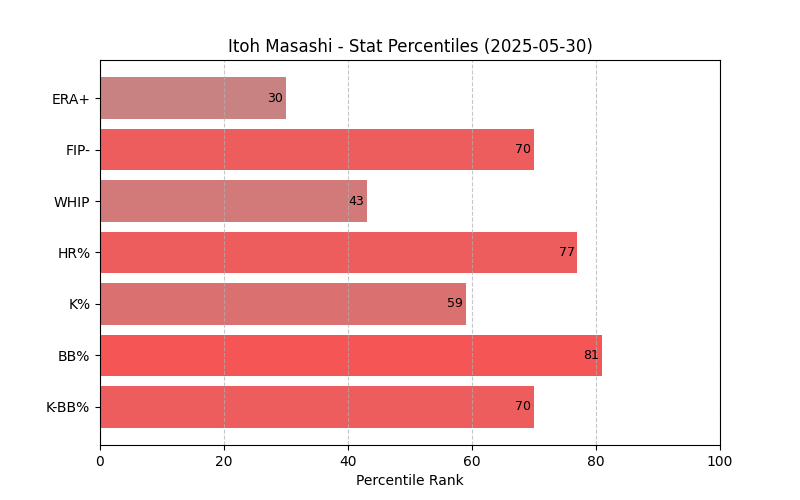 Itoh Masashi - Stat Percentiles (2025-05-30)
ERA+ 30
FIP- 70
WHIP 43
HR% 77
K% 59
BB% 81
K-BB% 70
0 20 40 60 80 100
Percentile Rank